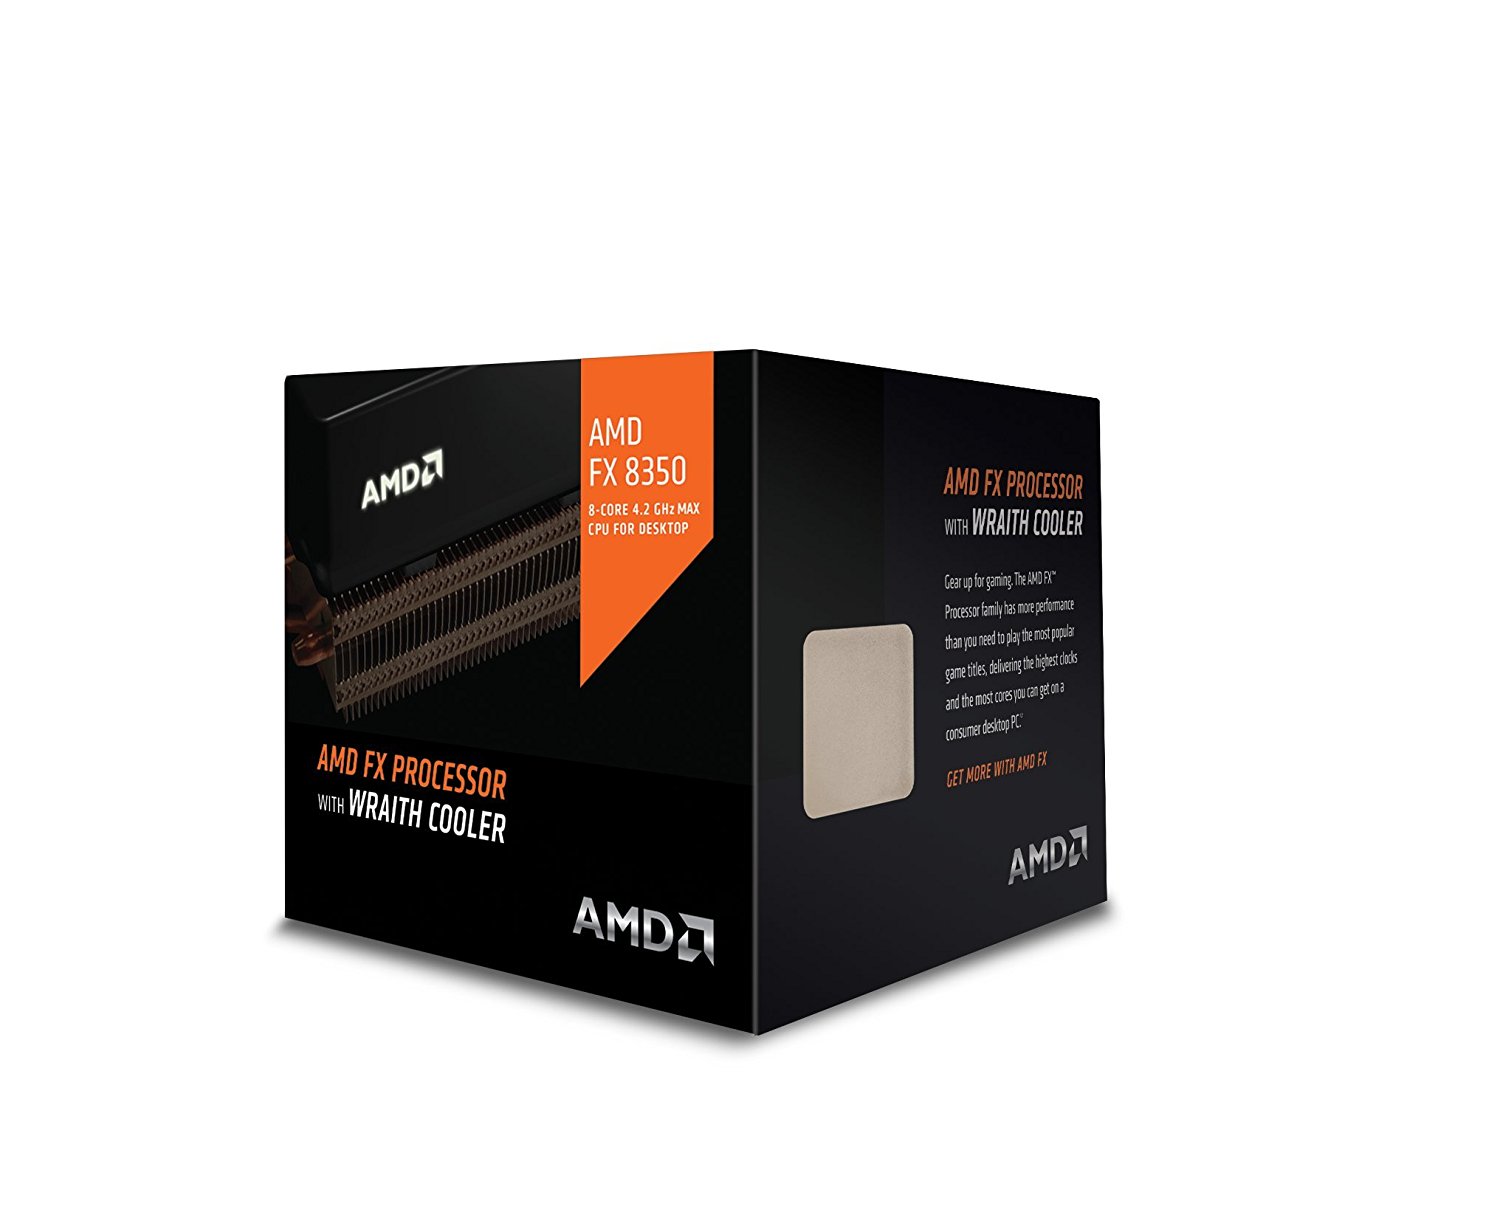 AMD
AMD
FX 8350
8-CORE 4.2 GHz MAX
CPU FOR DESKTOP
AMD FX PROCESSOR
WITH WRAITH COOLER
AMD
AMD FX PROCESSOR
WITH WRAITH COOLER
Gear up for gaming. The AMD FX™
Processor family has more performance
than you need to play the most popular
game titles, delivering the highest clocks
and the most cores you can get on a
consumer desktop PC.
GET MORE WITH AMD FX
AMD